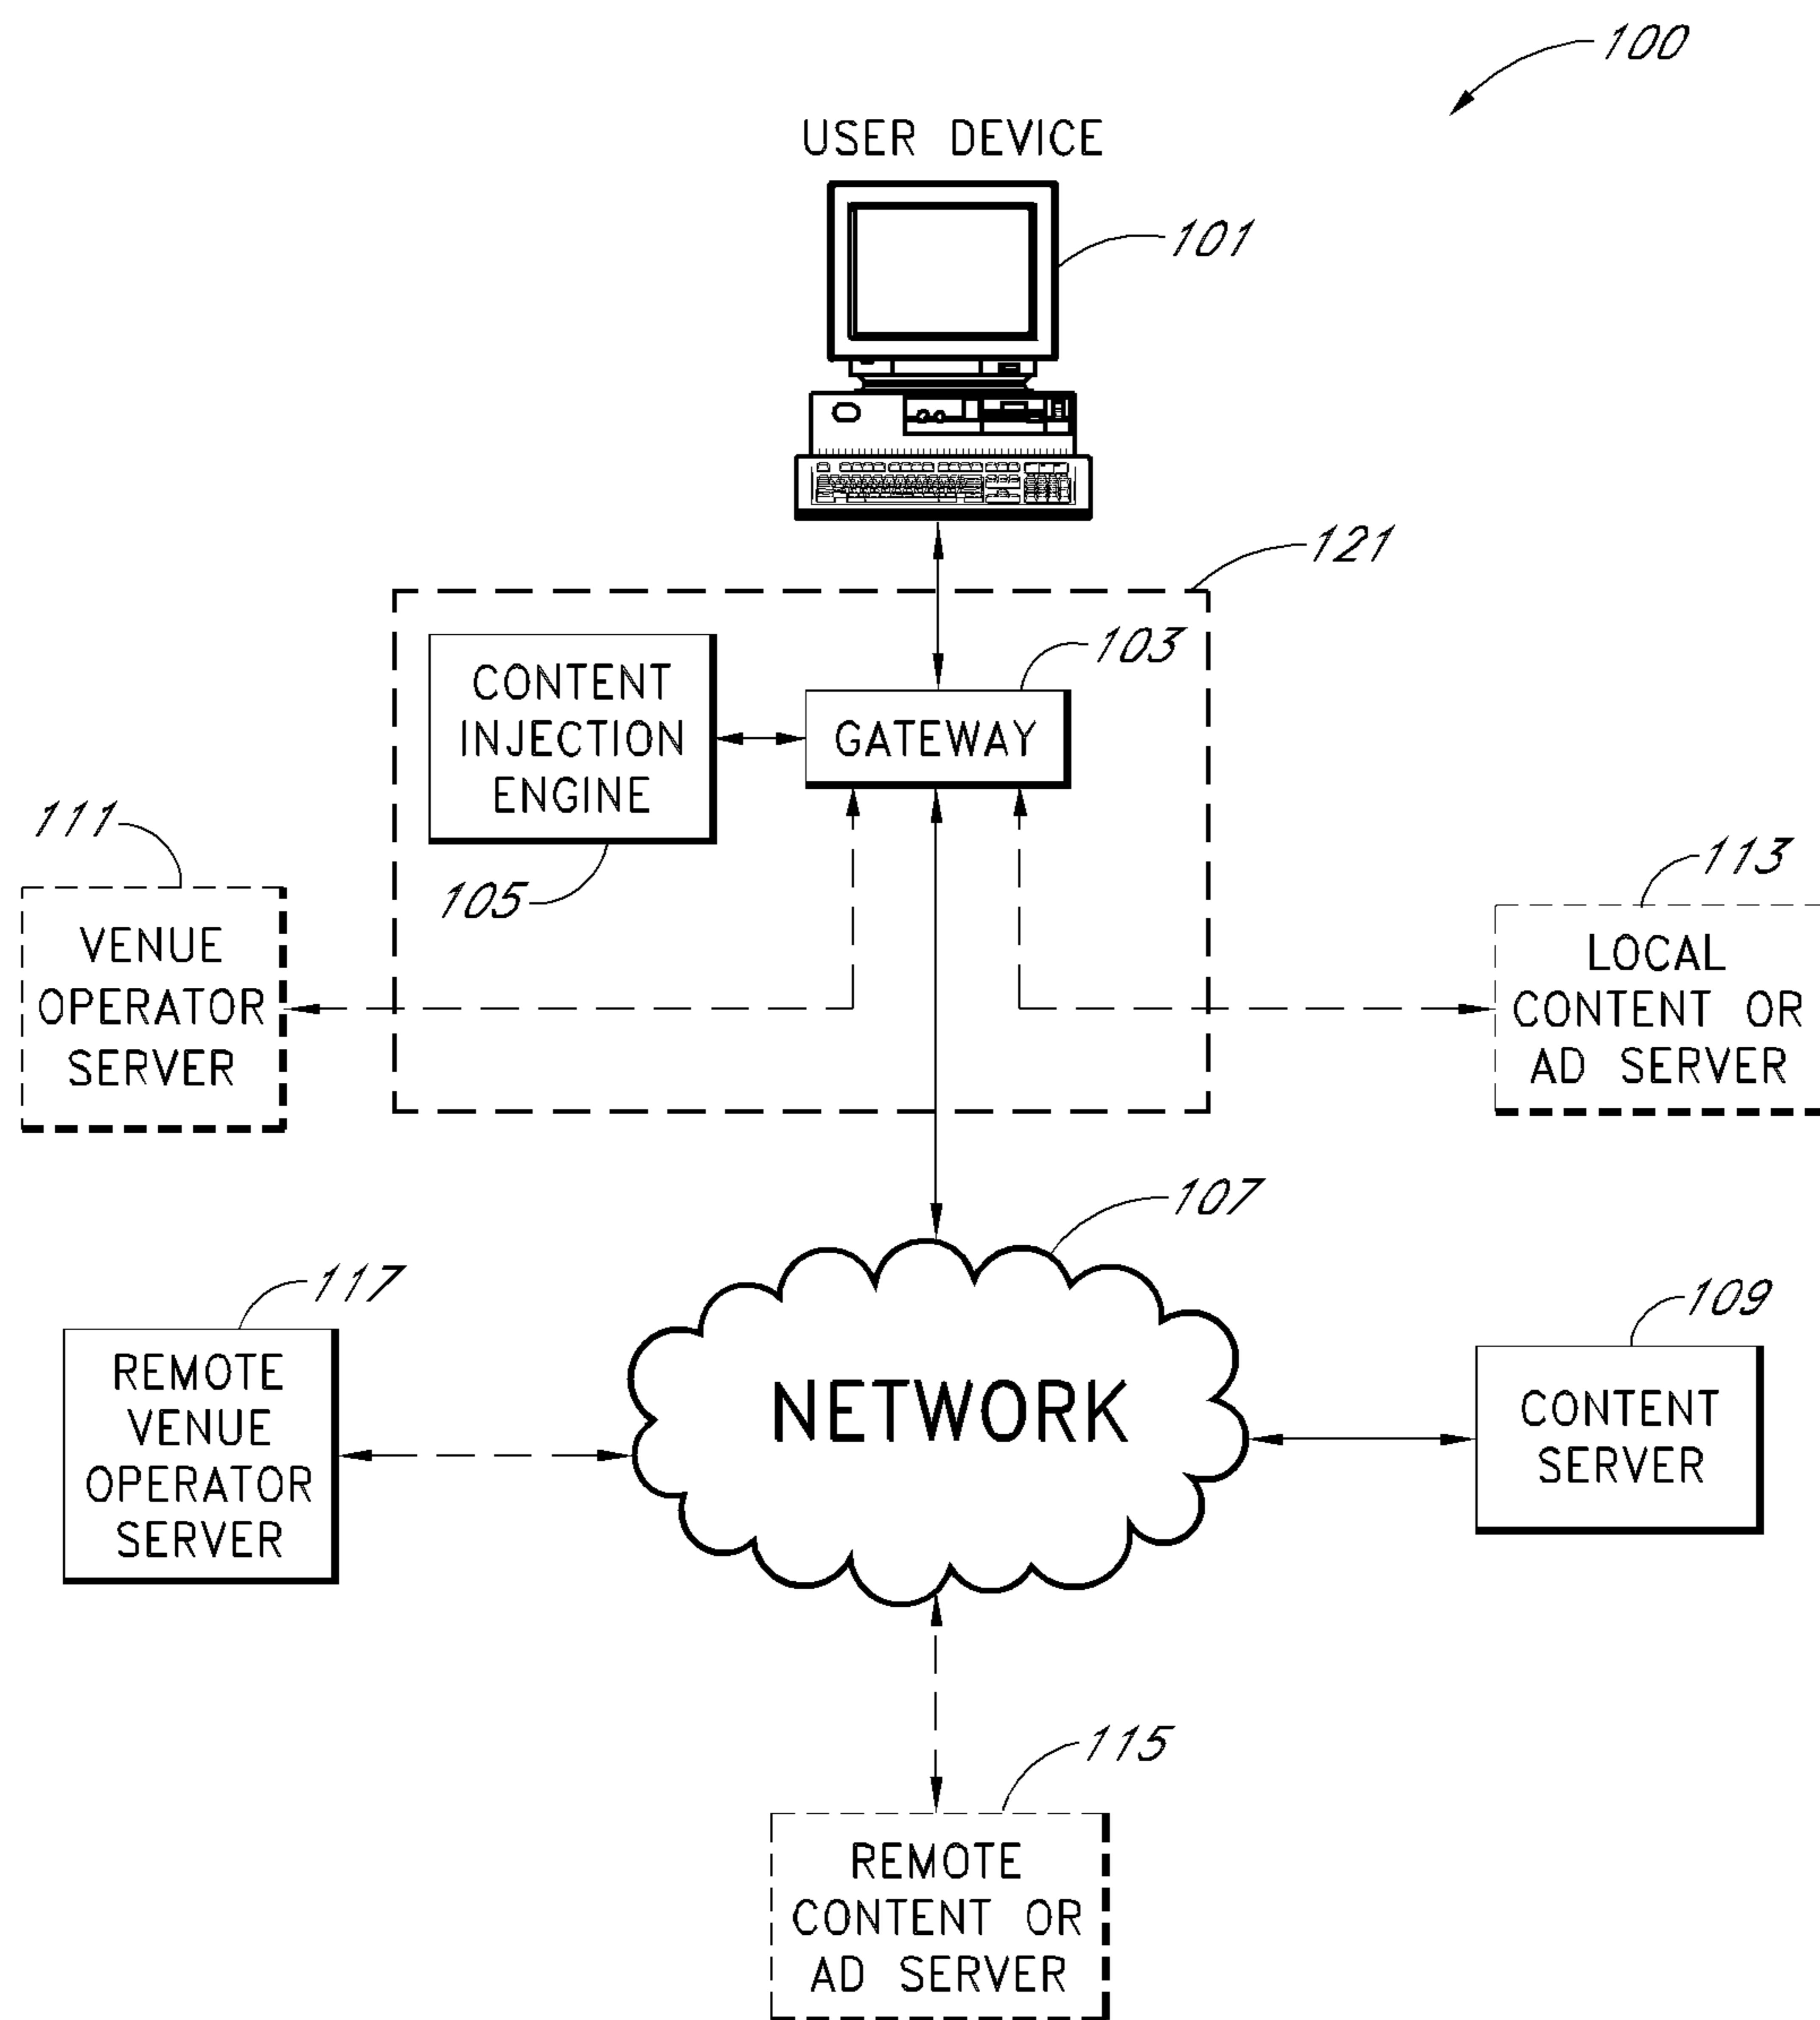 100
USER DEVICE
101
121
103
CONTENT
INJECTION
ENGINE
GATEWAY
105
111
VENUE
OPERATOR
SERVER
113
LOCAL
CONTENT OR
AD SERVER
107
117
REMOTE
VENUE
OPERATOR
SERVER
NETWORK
109
CONTENT
SERVER
115
REMOTE
CONTENT OR
AD SERVER